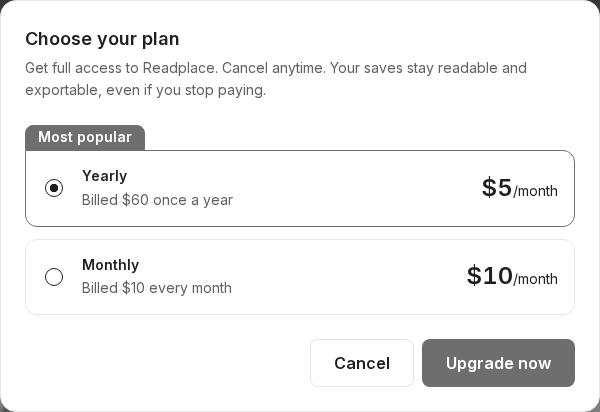 Choose your plan
Get full access to Readplace. Cancel anytime. Your saves stay readable and
exportable, even if you stop paying.
Most popular
Yearly
Billed $60 once a year
$5/month
Monthly
Billed $10 every month
$10/month
Cancel
Upgrade now